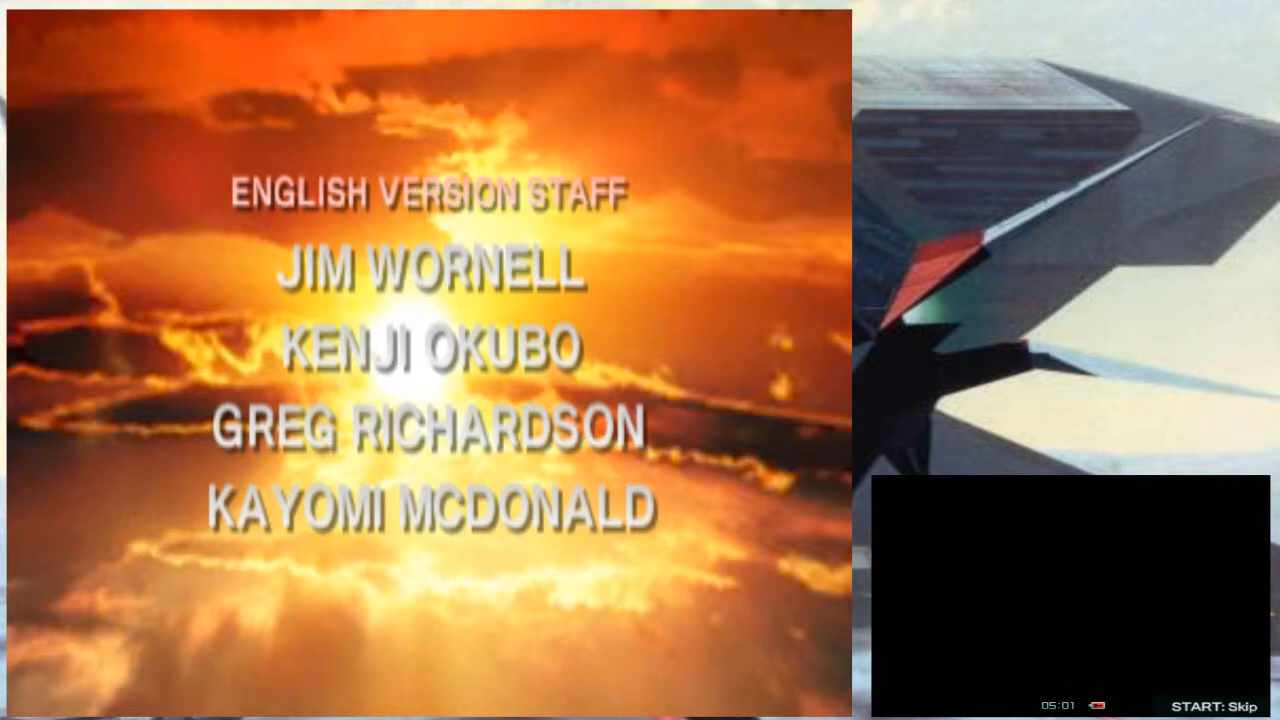 ENGLISH VERSION STAFF
JIM WORNELL
KENJI OKUBO
GREG RICHARDSON
KAYOMI MCDONALD
05:01
START: Skip